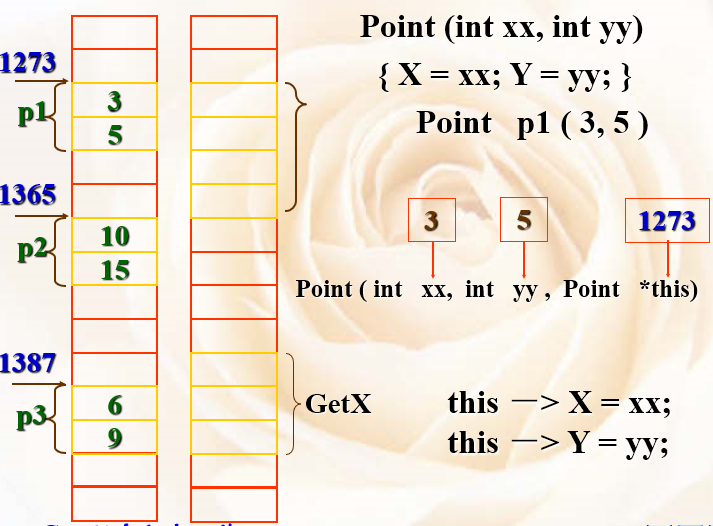 Point (int xx, int yy)
{ X = xx; Y = yy; }
Point p1 ( 3, 5 )
1273
p1
3
5
1365
p2
10
15
1387
p3
6
9
3 5 1273
Point ( int xx, int yy , Point *this)
GetX
this —> X = xx;
this —> Y = yy;